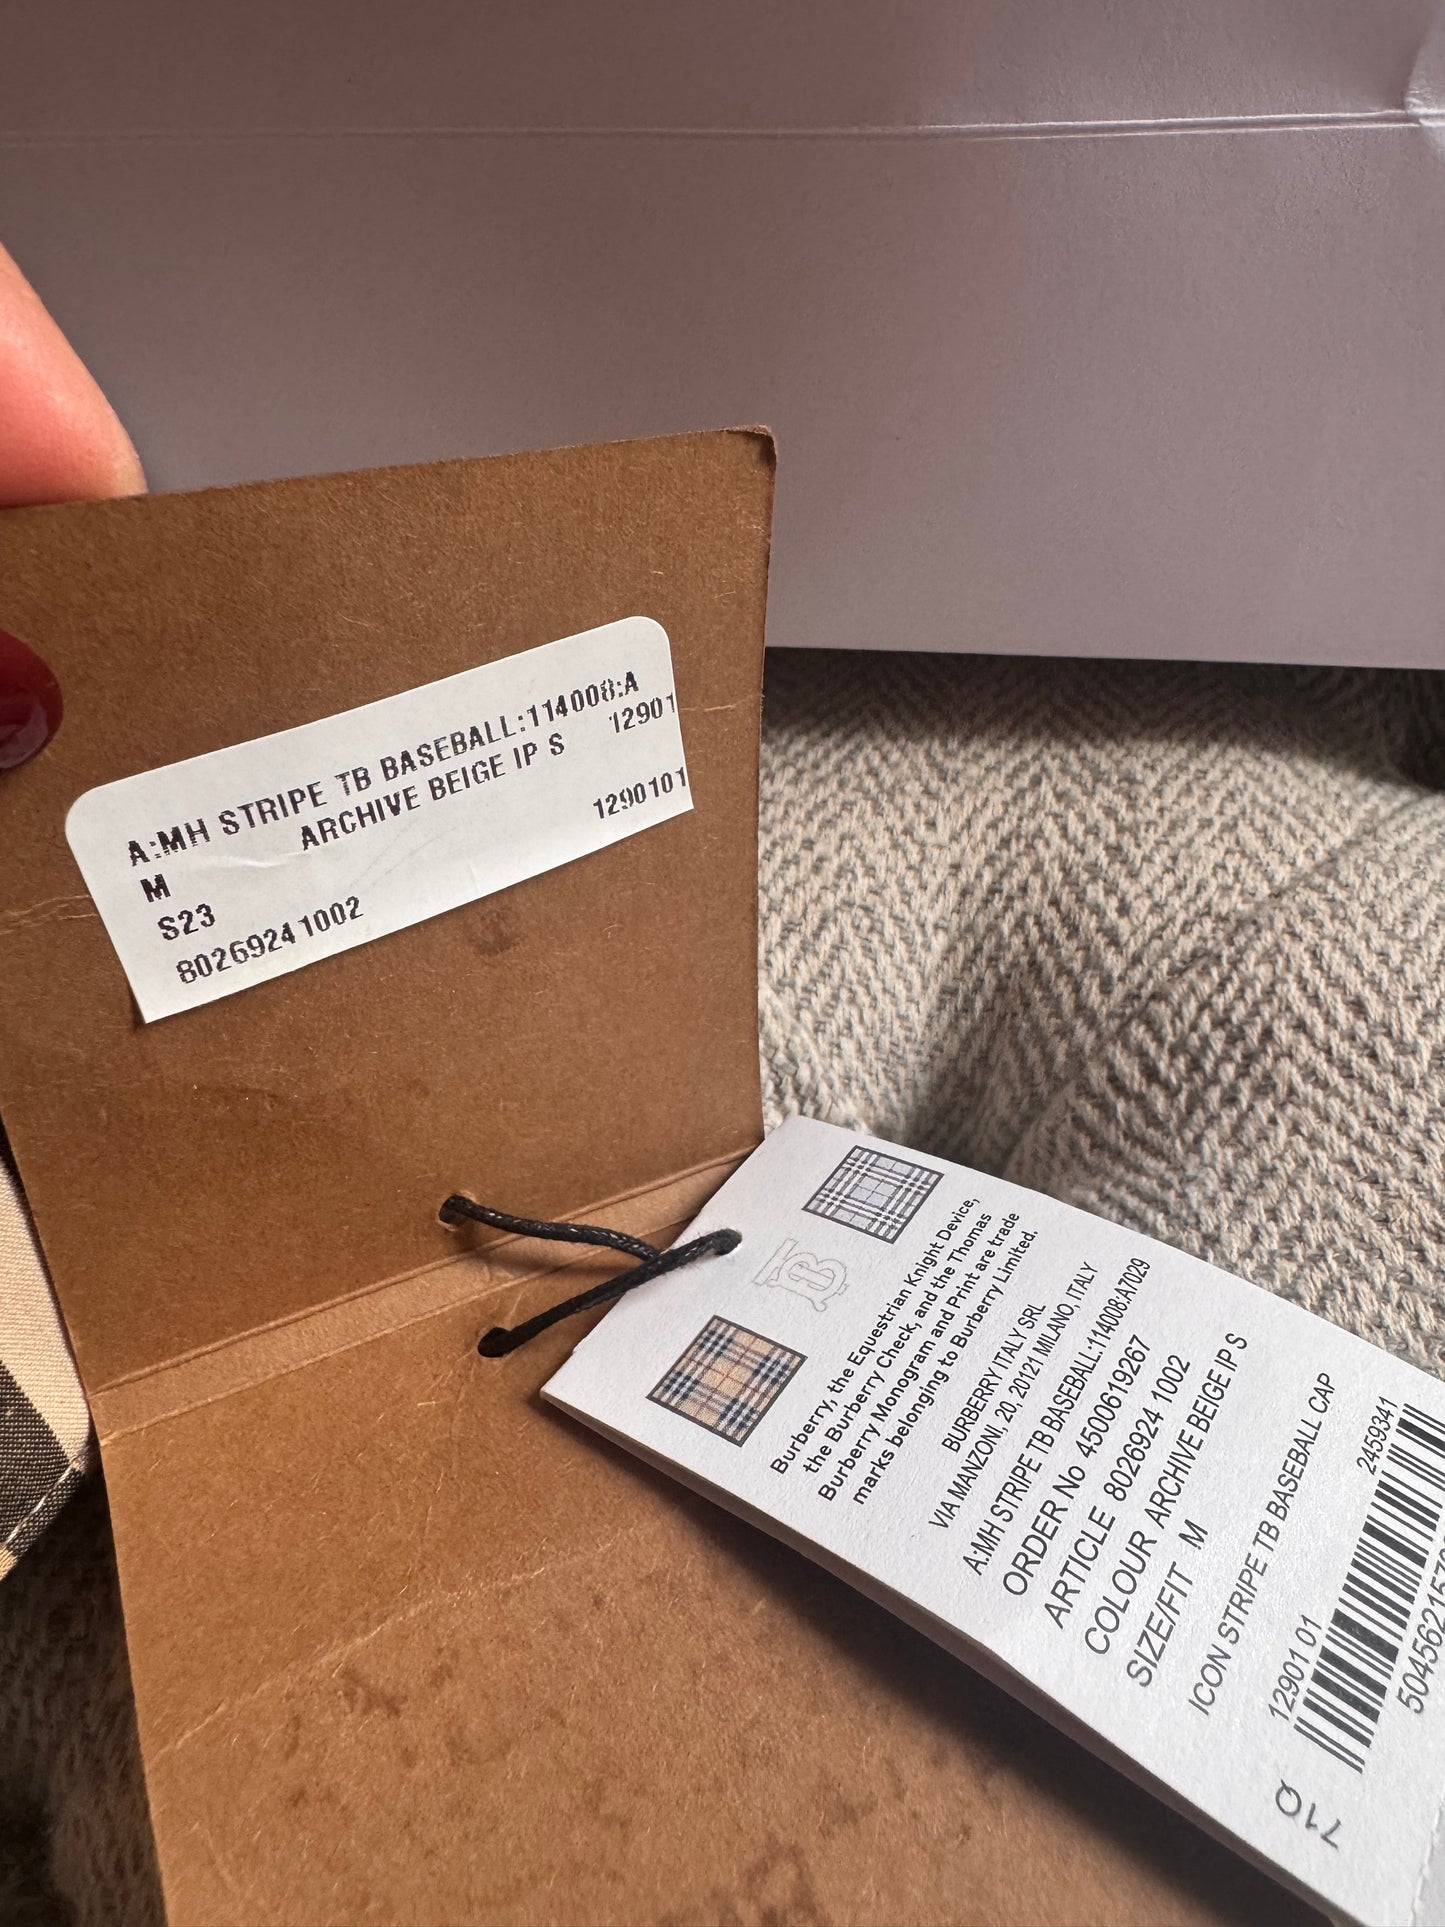 A:MH STRIPE TB BASEBALL:114008:A
ARCHIVE BEIGE IP S 12901
M
S23 1290101
80269241002
TB
Burberry, the Equestrian Knight Device,
the Burberry Check, and the Thomas
Burberry Monogram and Print are trade
marks belonging to Burberry Limited.
BURBERRY ITALY SRL
VIA MANZONI, 20, 20121 MILANO, ITALY
A:MH STRIPE TB BASEBALL:114008:A7029
ORDER No 4500619267
ARTICLE 8026924 1002
COLOUR ARCHIVE BEIGE IP S
SIZE/FIT M
ICON STRIPE TB BASEBALL CAP
12901 01 2459341
71Q